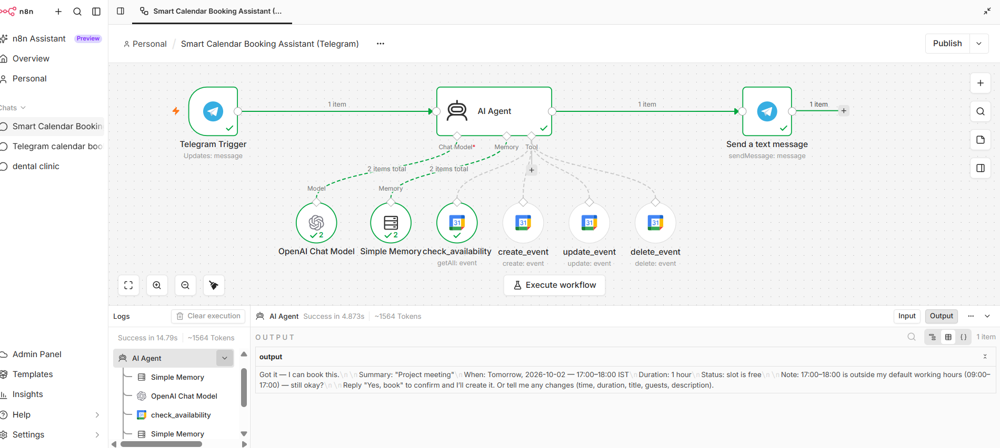 n8n
Smart Calendar Booking Assistant (...
n8n Assistant Preview
Overview
Personal
Chats
Smart Calendar Bookin
Telegram calendar boo
dental clinic
Admin Panel
Templates
Insights
Help
Settings
Personal / Smart Calendar Booking Assistant (Telegram) ...
Publish
1 item
1 item
1 item
AI Agent
Telegram Trigger
Updates: message
Chat Model*
Memory
Tool
Send a text message
sendMessage: message
2 items total
2 items total
Model
Memory
31
31
31
31
2
2
OpenAI Chat Model
Simple Memory
check_availability
getAll: event
create_event
create: event
update_event
update: event
delete_event
delete: event
Execute workflow
Logs
Clear execution
Success in 14.79s ~1564 Tokens
AI Agent
Simple Memory
OpenAI Chat Model
31 check_availability
Simple Memory
AI Agent Success in 4.873s ~1564 Tokens
Input
Output
...
OUTPUT
1 item
output
Got it — I can book this.\n\nSummary: "Project meeting"\nWhen: Tomorrow, 2026-10-02 — 17:00–18:00 IST\nDuration: 1 hour\nStatus: slot is free\n\nNote: 17:00–18:00 is outside my default working hours (09:00–
17:00) — still okay?\n\nReply "Yes, book" to confirm and I'll create it. Or tell me any changes (time, duration, title, guests, description).